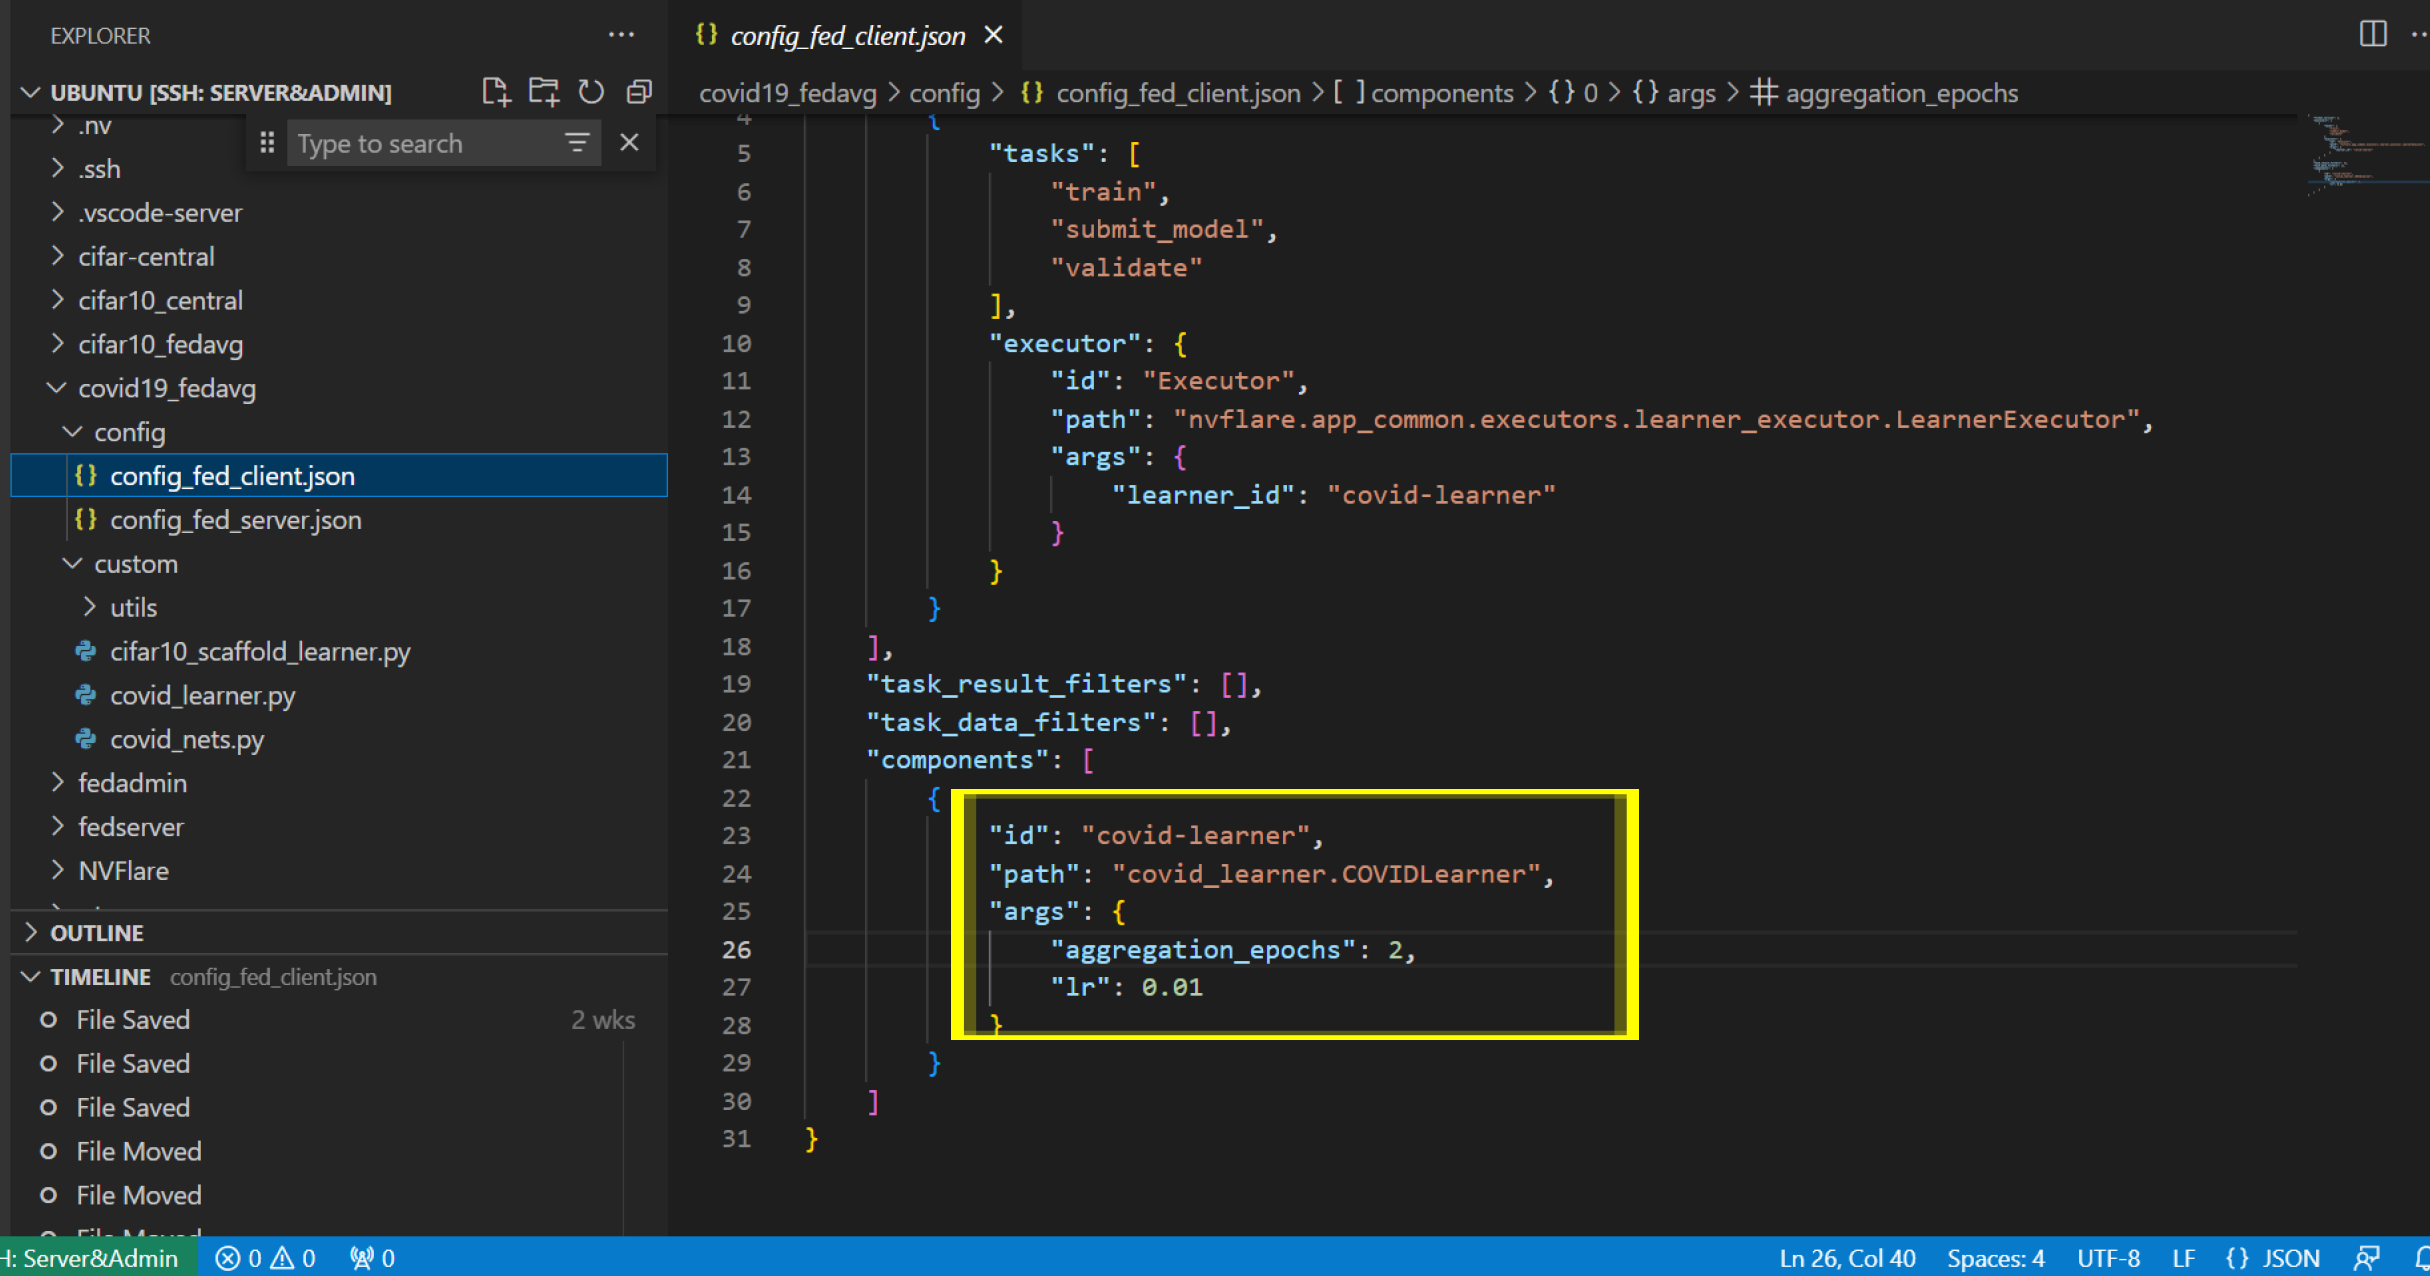 EXPLORER
UBUNTU [SSH: SERVER&ADMIN]
.nv
Type to search
.ssh
.vscode-server
cifar-central
cifar10_central
cifar10_fedavg
covid19_fedavg
config
{} config_fed_client.json
{} config_fed_server.json
custom
utils
cifar10_scaffold_learner.py
covid_learner.py
covid_nets.py
fedadmin
fedserver
NVFlare
OUTLINE
TIMELINE config_fed_client.json
File Saved 2 wks
File Saved
File Saved
File Moved
File Moved
File Moved
{} config_fed_client.json
covid19_fedavg > config > {} config_fed_client.json > [ ] components > {} 0 > {} args > # aggregation_epochs
4 {
5 "tasks": [
6 "train",
7 "submit_model",
8 "validate"
9 ],
10 "executor": {
11 "id": "Executor",
12 "path": "nvflare.app_common.executors.learner_executor.LearnerExecutor",
13 "args": {
14 "learner_id": "covid-learner"
15 }
16 }
17 }
18 ],
19 "task_result_filters": [],
20 "task_data_filters": [],
21 "components": [
22 {
23 "id": "covid-learner",
24 "path": "covid_learner.COVIDLearner",
25 "args": {
26 "aggregation_epochs": 2,
27 "lr": 0.01
28 }
29 }
30 ]
31 }
H: Server&Admin 0 0 0 Ln 26, Col 40 Spaces: 4 UTF-8 LF {} JSON